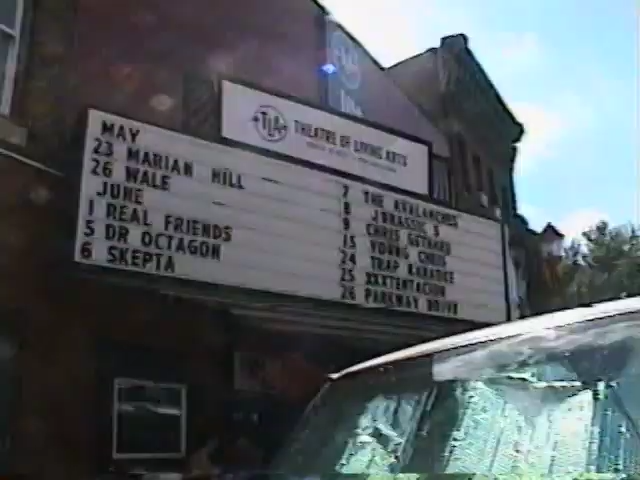 TLA THEATRE OF LIVING ARTS
MAY
23 MARIAN HILL
26 WALE
JUNE
1 REAL FRIENDS
5 DR OCTAGON
6 SKEPTA
7 THE AVALANCHES
8 JURASSIC 5
9 CHRIS GETHARD
15 YOUNG CHUG
24 TRAP KARAOKE
25 XXXTENTACION
26 PARKWAY DRIVE